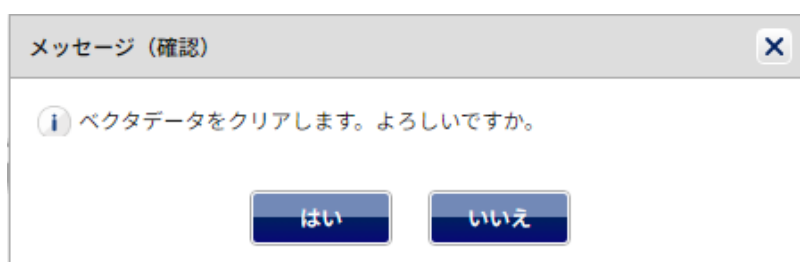 メッセージ（確認）
ベクタデータをクリアします。よろしいですか。
はい
いいえ